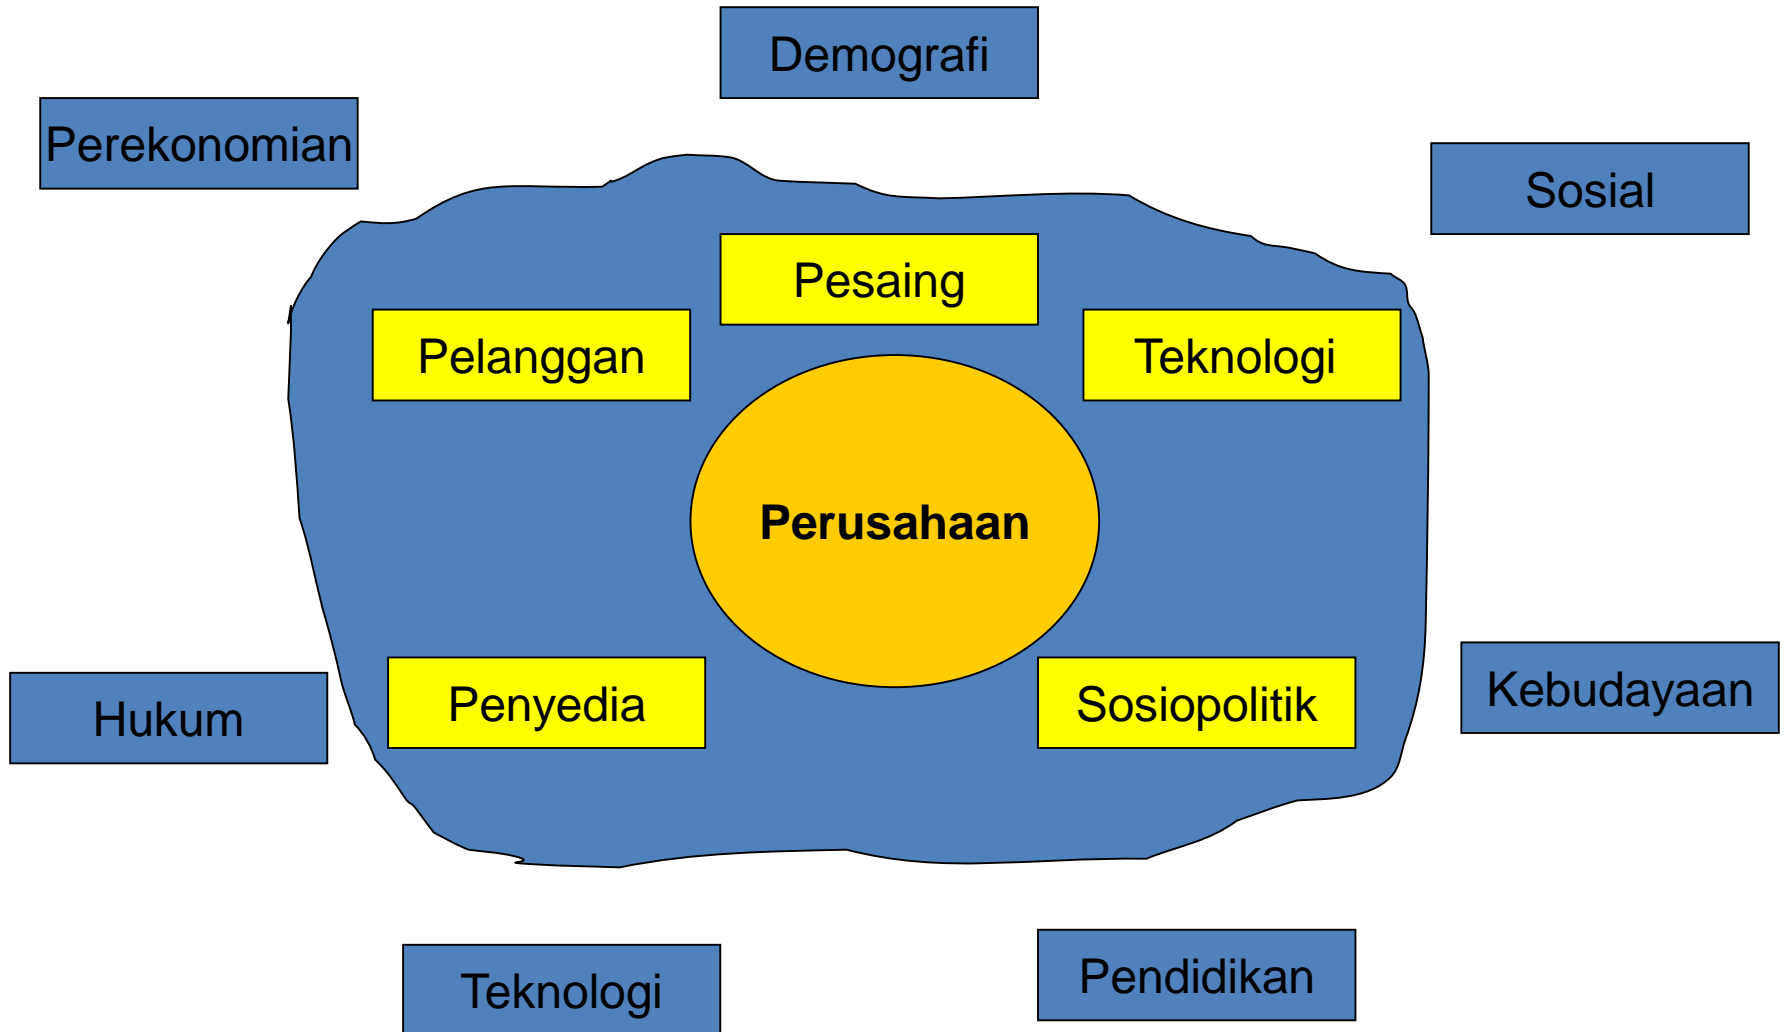 Demografi
Perekonomian
Sosial
Pesaing
Pelanggan
Teknologi
Perusahaan
Penyedia
Sosiopolitik
Hukum
Kebudayaan
Teknologi
Pendidikan